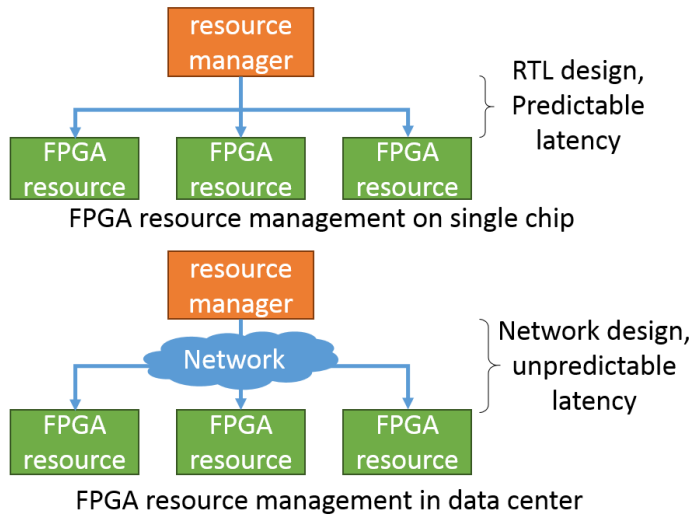 resource
manager
RTL design,
Predictable
latency
FPGA
resource
FPGA
resource
FPGA
resource
FPGA resource management on single chip
resource
manager
Network
Network design,
unpredictable
latency
FPGA
resource
FPGA
resource
FPGA
resource
FPGA resource management in data center